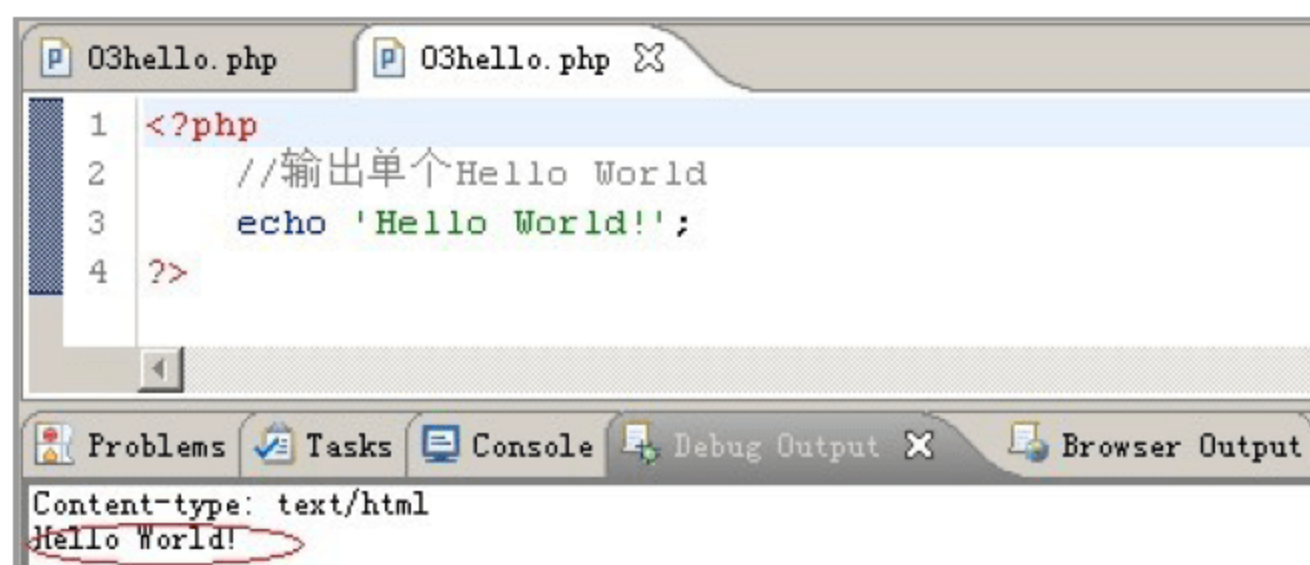 03hello.php 03hello.php
1 <?php
2 //输出单个Hello World
3 echo 'Hello World!';
4 ?>
Problems Tasks Console Debug Output Browser Output
Content-type: text/html
Hello World!